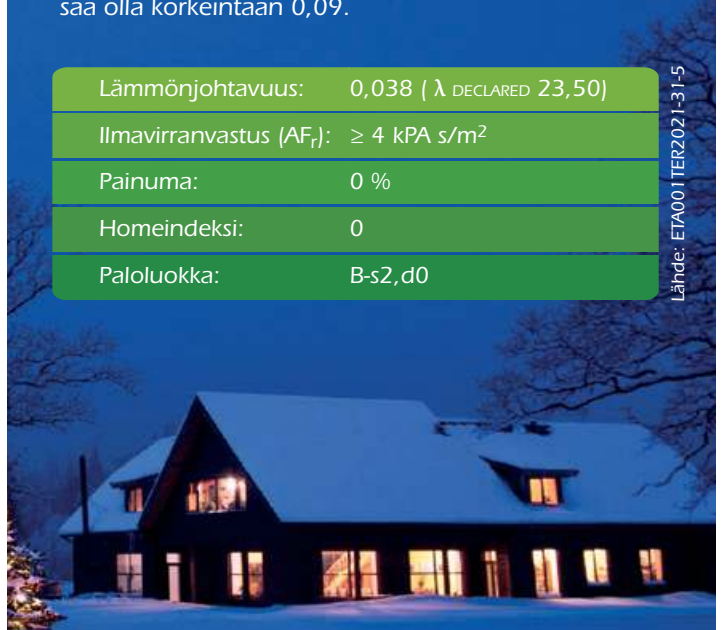 saa olla korkeintaan 0,09.
Lämmönjohtavuus: 0,038 ( λ DECLARED 23,50)
Ilmavirranvastus (AFr): ≥ 4 kPA s/m²
Painuma: 0 %
Homeindeksi: 0
Paloluokka: B-s2,d0
Lähde: ETA001TER2021-31-5